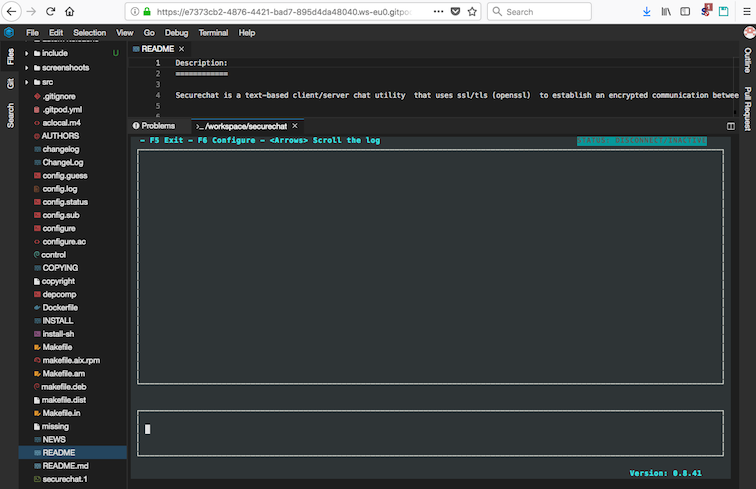 https://e7373cb2-4876-4421-bad7-895d4da48040.ws-eu0.gitpo
Search
File Edit Selection View Go Debug Terminal Help
Files
Git
Search
include U
screenshoots
src
.gitignore
.gitpod.yml
aclocal.m4
AUTHORS
changelog
ChangeLog
config.guess
config.log
config.status
config.sub
configure
configure.ac
control
COPYING
copyright
depcomp
Dockerfile
INSTALL
install-sh
Makefile
makefile.aix.rpm
Makefile.am
makefile.deb
makefile.dist
Makefile.in
missing
NEWS
README
README.md
securechat.1
README ×
1 Description:
2 ============
3
4 Securechat is a text-based client/server chat utility  that uses ssl/tls (openssl)  to establish an encrypted communication betwee
5
Problems
>_ /workspace/securechat ×
- F5 Exit - F6 Configure - <Arrows> Scroll the log
Version: 0.8.41
Outline
Pull Request